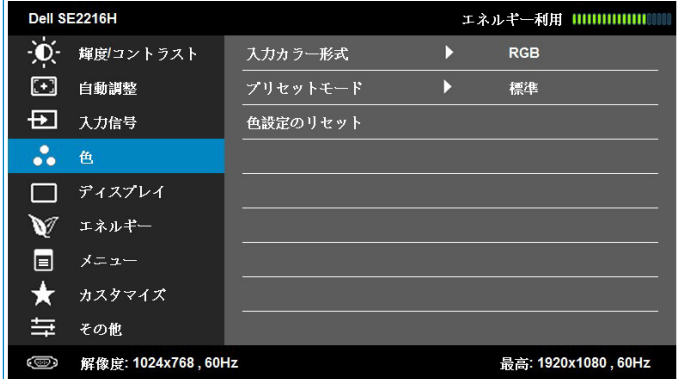 Dell SE2216H エネルギー利用
輝度/コントラスト 入力カラー形式 RGB
自動調整 プリセットモード 標準
入力信号 色設定のリセット
色
ディスプレイ
エネルギー
メニュー
カスタマイズ
その他
解像度: 1024x768 , 60Hz 最高: 1920x1080 , 60Hz